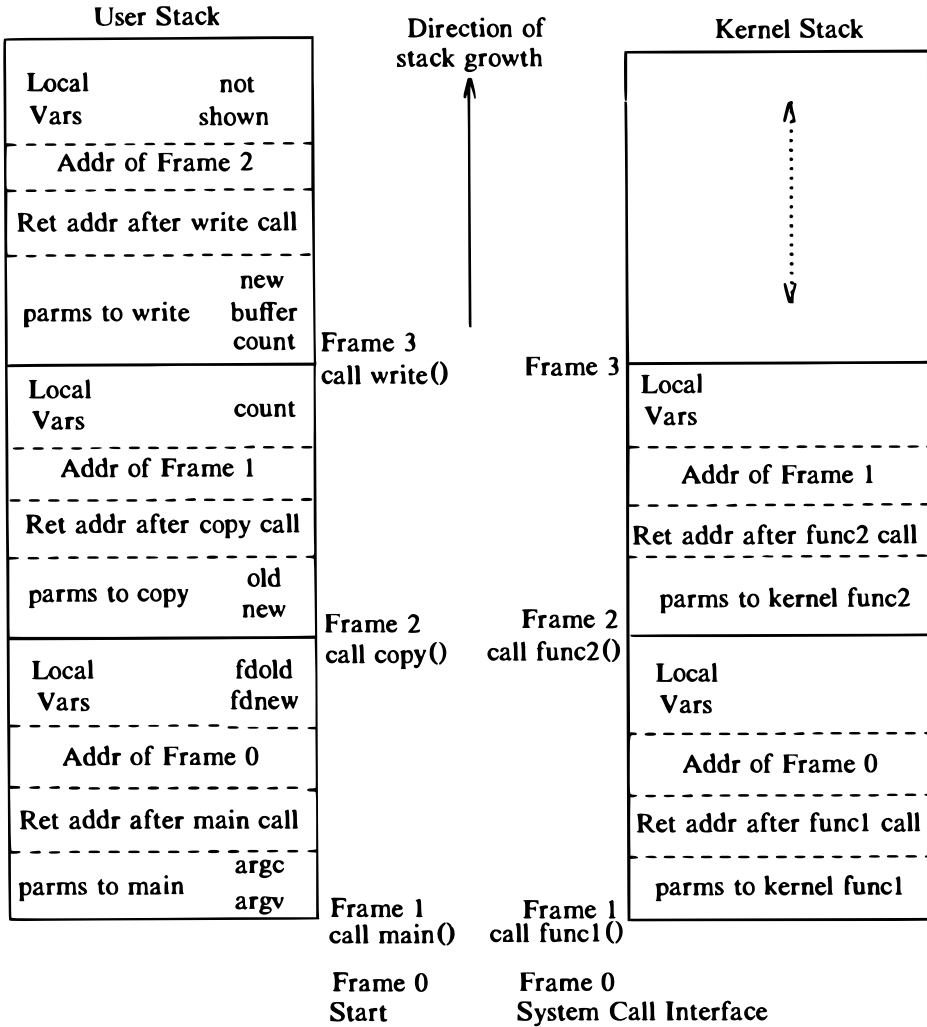 User Stack
Local not
Vars shown
Addr of Frame 2
Ret addr after write call
new
parms to write buffer
count
Local
Vars count
Addr of Frame 1
Ret addr after copy call
parms to copy old
new
Local fdold
Vars fdnew
Addr of Frame 0
Ret addr after main call
parms to main argc
argv
Direction of
stack growth
Frame 3
call write()
Frame 2
call copy()
Frame 1
call main()
Frame 0
Start
Kernel Stack
Frame 3
Local
Vars
Addr of Frame 1
Ret addr after func2 call
parms to kernel func2
Frame 2
call func2()
Local
Vars
Addr of Frame 0
Ret addr after func1 call
parms to kernel func1
Frame 1
call func1()
Frame 0
System Call Interface